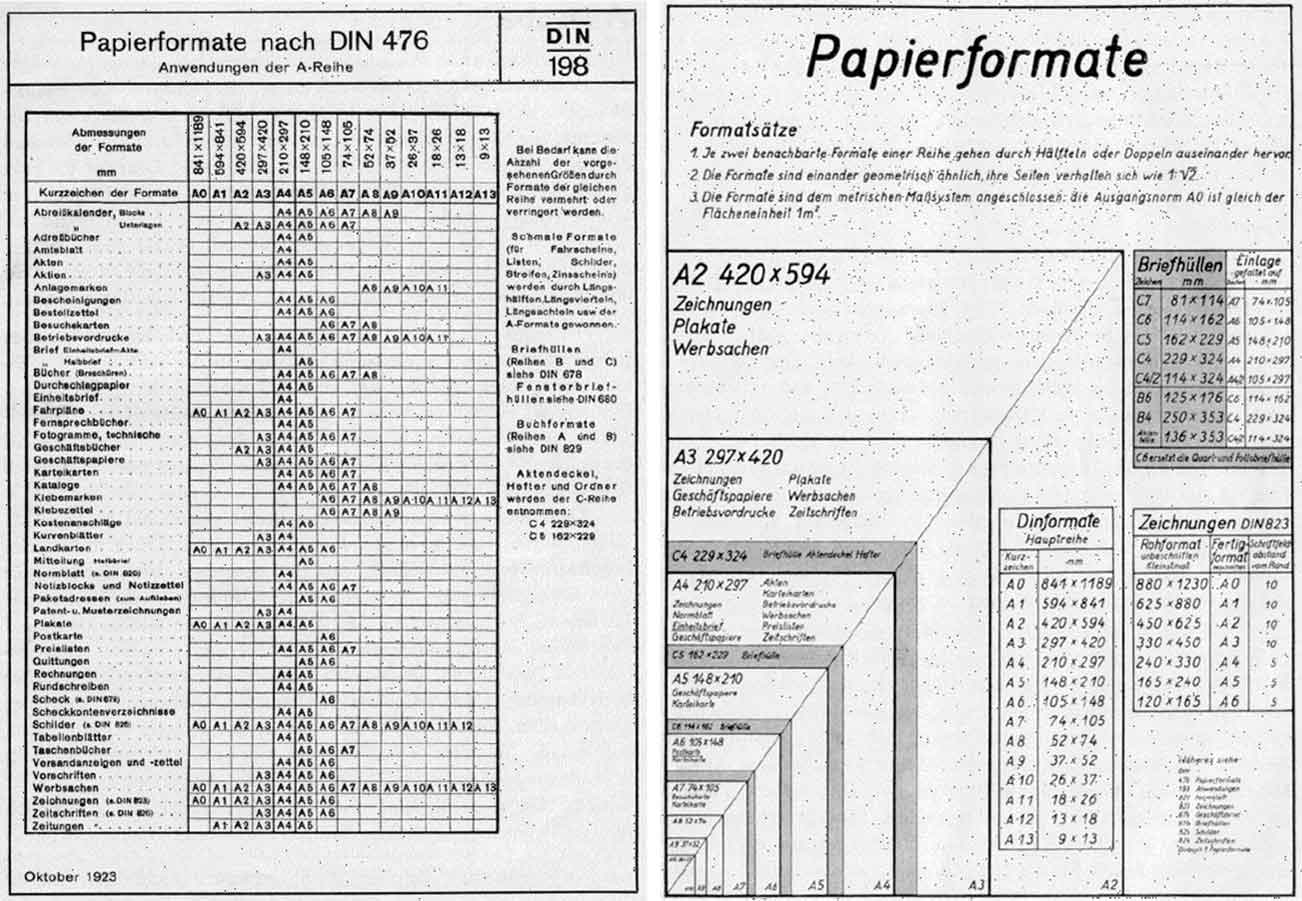 Papierformate nach DIN 476
Anwendungen der A-Reihe
DIN
198
Abmessungen
der Formate
mm
841×1189 594×841 420×594 297×420 210×297 148×210 105×148 74×105 52×74 37×52 26×37 18×26 13×18 9×13
Kurzzeichen der Formate A0 A1 A2 A3 A4 A5 A6 A7 A8 A9 A10 A11 A12 A13
Abreißkalender, Blocks A4 A5 A6 A7 A8 A9
„ Unterlagen A2 A3 A4 A5 A6 A7
Adreßbücher A4 A5
Amtsblatt A4
Akten A4 A5
Aktien A3 A4 A5
Anlagemarken A8 A9 A10 A11
Bescheinigungen A4 A5 A6
Bestellzettel A4 A5 A6
Besuchskarten A6 A7 A8
Betriebsvordrucke A3 A4 A5 A6 A7 A8 A9 A10 A11
Brief Einheitsbrief-Akte A4
„ Halbbrief A5
Bücher (Broschüren) A4 A5 A6 A7 A8
Durchschlagpapier A4 A5
Einheitsbrief A4
Fahrpläne A0 A1 A2 A3 A4 A5 A6 A7
Fernsprechbücher A4 A5
Fotogramme, technische A3 A4 A5 A6 A7
Geschäftsbücher A2 A3 A4 A5
Geschäftspapiere A3 A4 A5 A6 A7
Karteikarten A4 A5 A6 A7
Kataloge A4 A5 A6 A7 A8
Klebemarken A6 A7 A8 A9 A10 A11 A12 A13
Klebezettel A6 A7 A8 A9
Kostenanschläge A4 A5
Kurvenblätter A3 A4
Landkarten A0 A1 A2 A3 A4 A5 A6
Mitteilung Halbbrief A5
Normblatt (s. DIN 820) A4
Notizblocks und Notizzettel A4 A5 A6 A7
Paketadressen (zum Aufkleben) A5 A6
Patent-u. Musterzeichnungen A3 A4
Plakate A0 A1 A2 A3 A4 A5
Postkarte A6
Preislisten A4 A5 A6 A7
Quittungen A5 A6
Rechnungen A4 A5
Rundschreiben A4 A5
Scheck (s. DIN 679) A6
Scheckkontenverzeichnisse A4 A5
Schilder (s. DIN 825) A0 A1 A2 A3 A4 A5 A6 A7 A8 A9 A10 A11 A12
Tabellenblätter A4 A5
Taschenbücher A5 A6 A7
Versandanzeigen und -zettel A4 A5 A6
Vorschriften A3 A4 A5 A6
Werbsachen A0 A1 A2 A3 A4 A5 A6 A7 A8 A9 A10 A11 A12 A13
Zeichnungen (s. DIN 823) A0 A1 A2 A3 A4 A5 A6
Zeitschriften (s. DIN 826) A3 A4 A5 A6
Zeitungen A1 A2 A3 A4 A5
Bei Bedarf kann die
Anzahl der vorge-
sehenen Größen durch
Formate der gleichen
Reihe vermehrt oder
verringert werden.
Schmale Formate
(für Fahrscheine,
Listen, Schilder,
Streifen, Zinsscheine)
werden durch Längs-
hälften, Längsvierteln,
Längsachteln usw der
A-Formate gewonnen.
Briefhüllen
(Reihen B und C)
siehe DIN 678
Fensterbrief-
hüllen siehe DIN 680
Buchformate
(Reihen A und B)
siehe DIN 829
Aktendeckel,
Hefter und Ordner
werden der C-Reihe
entnommen:
C 4 229×324
C 5 162×229
Oktober 1923
Papierformate
Formatsätze
1. Je zwei benachbarte Formate einer Reihe gehen durch Hälfteln oder Doppeln auseinander hervor.
2. Die Formate sind einander geometrisch ähnlich, ihre Seiten verhalten sich wie 1:√2.
3. Die Formate sind dem metrischen Maßsystem angeschlossen: die Ausgangsnorm A0 ist gleich der
Flächeneinheit 1m².
A2 420×594
Zeichnungen
Plakate
Werbsachen
A3 297×420
Zeichnungen Plakate
Geschäftspapiere Werbsachen
Betriebsvordrucke Zeitschriften
C4 229×324 Briefhülle Aktendeckel Hefter
A4 210×297 Akten
Karteikarten
Zeichnungen Betriebsvordrucke
Normblatt Werbsachen
Einheitsbrief Preislisten
Geschäftspapiere Zeitschriften
C5 162×229 Briefhülle
A5 148×210
Geschäftspapiere
Karteikarte
C6 114×162 Briefhülle
A6 105×148
Postkarte
Karteikarte
A7 74×105
Besuchskarte
Karteikarte
A8 52×74
A9 37×52
A7 A6 A5 A4 A3 A2
Briefhüllen Einlage
Zeichen mm gefaltet auf mm
C7 81×114 A7 74×105
C6 114×162 A6 105×148
C5 162×229 A5 148×210
C4 229×324 A4 210×297
C4/2 114×324 A4/2 105×297
B6 125×176 C6 114×162
B4 250×353 C4 229×324
136×353 C4/2 114×324
C6 ersetzt die Quart- und Foliobriefhülle
Dinformate
Hauptreihe
Kurz-
zeichen mm
A0 841×1189
A1 594×841
A2 420×594
A3 297×420
A4 210×297
A5 148×210
A6 105×148
A7 74×105
A8 52×74
A9 37×52
A10 26×37
A11 18×26
A12 13×18
A13 9×13
Zeichnungen DIN 823
Rohformat Fertig- Schriftfeld
unbeschnitten format abstand
Kleinstmaß vom Rand
880×1230 A0 10
625×880 A1 10
450×625 A2 10
330×450 A3 10
240×330 A4 5
165×240 A5 5
120×165 A6 5
Näheres siehe
476 Papierformate
198 Anwendungen
823 Zeichnungen
676 Geschäftsbrief
678 Briefhüllen
825 Schilder
826 Zeitschriften